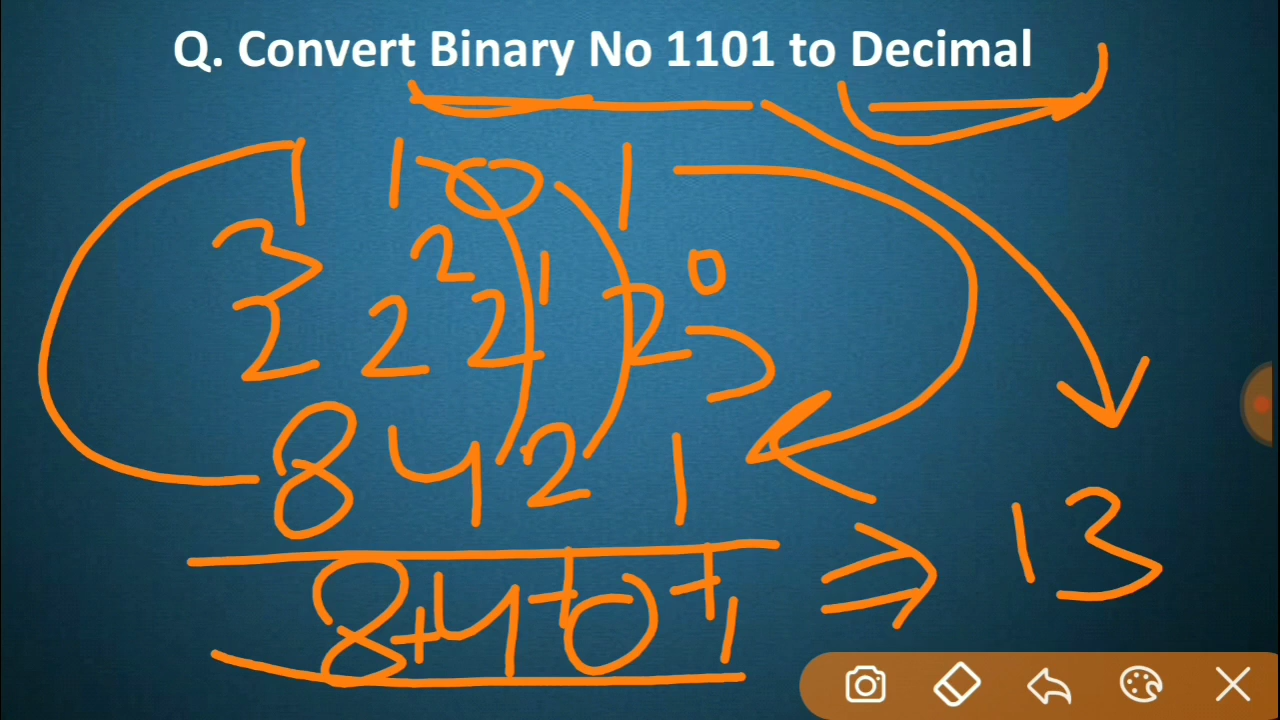 Q. Convert Binary No 1101 to Decimal
1 1 0 1
2³ 2² 2¹ 2⁰
8 4 2 1
8+4+0+1 ⇒ 13